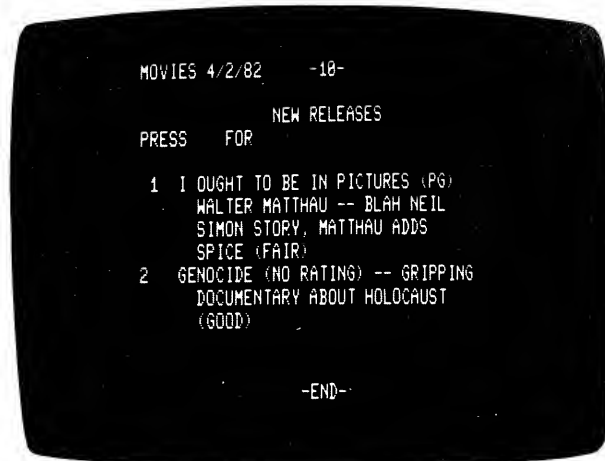 MOVIES 4/2/82 -10-
NEW RELEASES
PRESS FOR
1 I OUGHT TO BE IN PICTURES (PG)
WALTER MATTHAU -- BLAH NEIL
SIMON STORY, MATTHAU ADDS
SPICE (FAIR)
2 GENOCIDE (NO RATING) -- GRIPPING
DOCUMENTARY ABOUT HOLOCAUST
(GOOD)
-END-